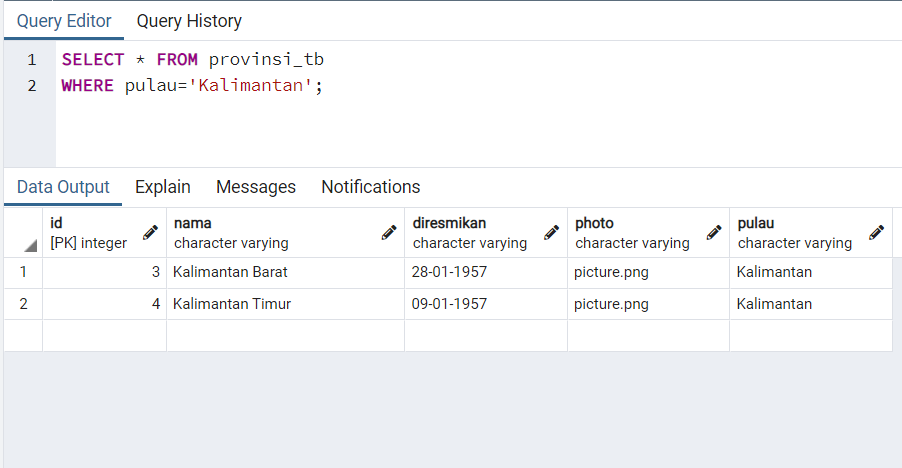 Query Editor Query History
1 SELECT * FROM provinsi_tb
2 WHERE pulau='Kalimantan';
Data Output Explain Messages Notifications
id nama diresmikan photo pulau
[PK] integer character varying character varying character varying character varying
1 3 Kalimantan Barat 28-01-1957 picture.png Kalimantan
2 4 Kalimantan Timur 09-01-1957 picture.png Kalimantan